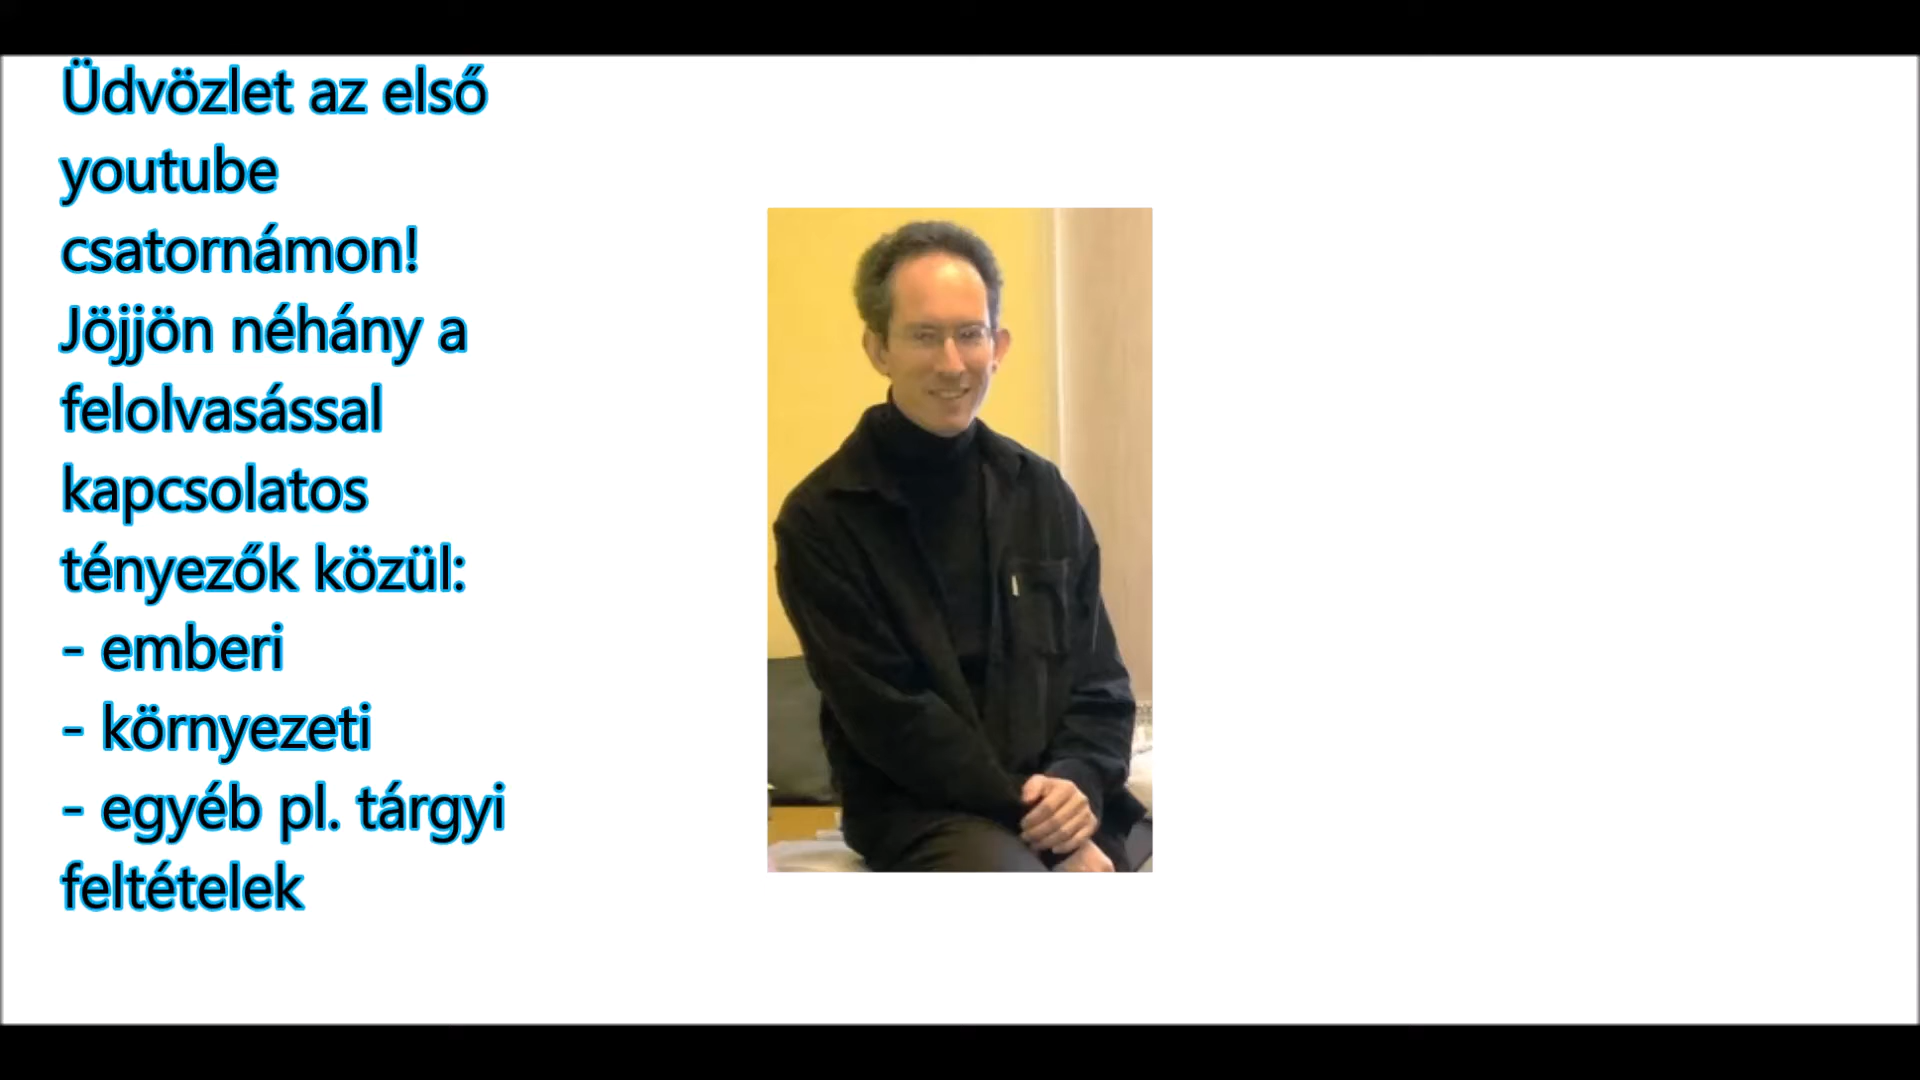 Üdvözlet az első
youtube
csatornámon!
Jöjjön néhány a
felolvasással
kapcsolatos
tényezők közül:
- emberi
- környezeti
- egyéb pl. tárgyi
feltételek